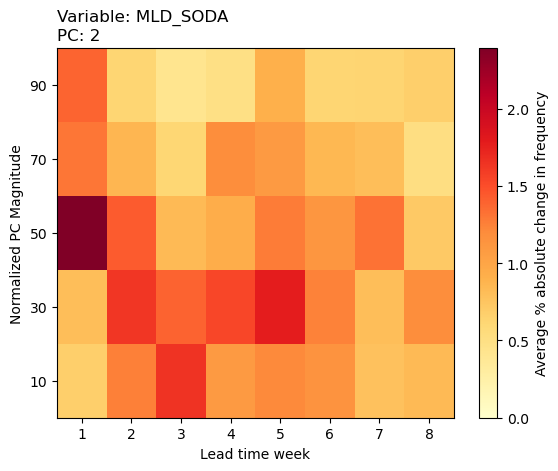 Variable: MLD_SODA
PC: 2
90
70
50
30
10
Normalized PC Magnitude
1 2 3 4 5 6 7 8
Lead time week
2.0
1.5
1.0
0.5
0.0
Average % absolute change in frequency